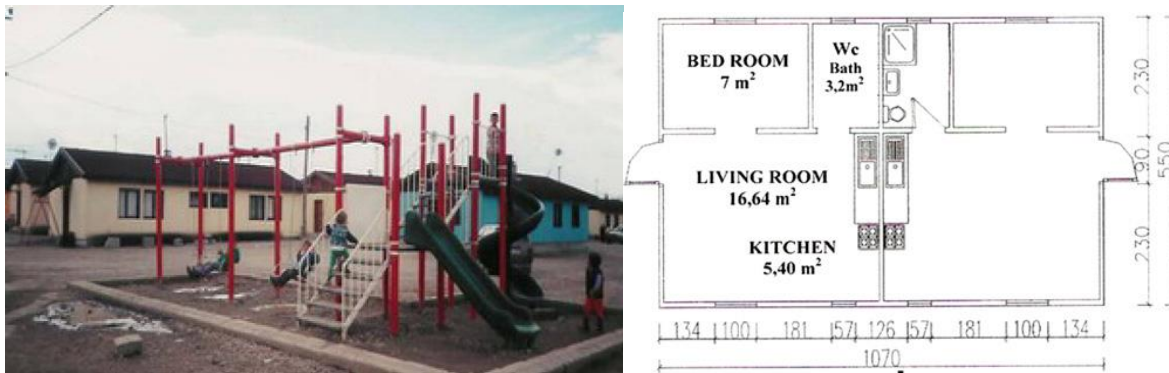 BED ROOM
7 m²
Wc
Bath
3,2m²
LIVING ROOM
16,64 m²
KITCHEN
5,40 m²
230
190
230
550
134 100 181 57 126 57 181 100 134
1070